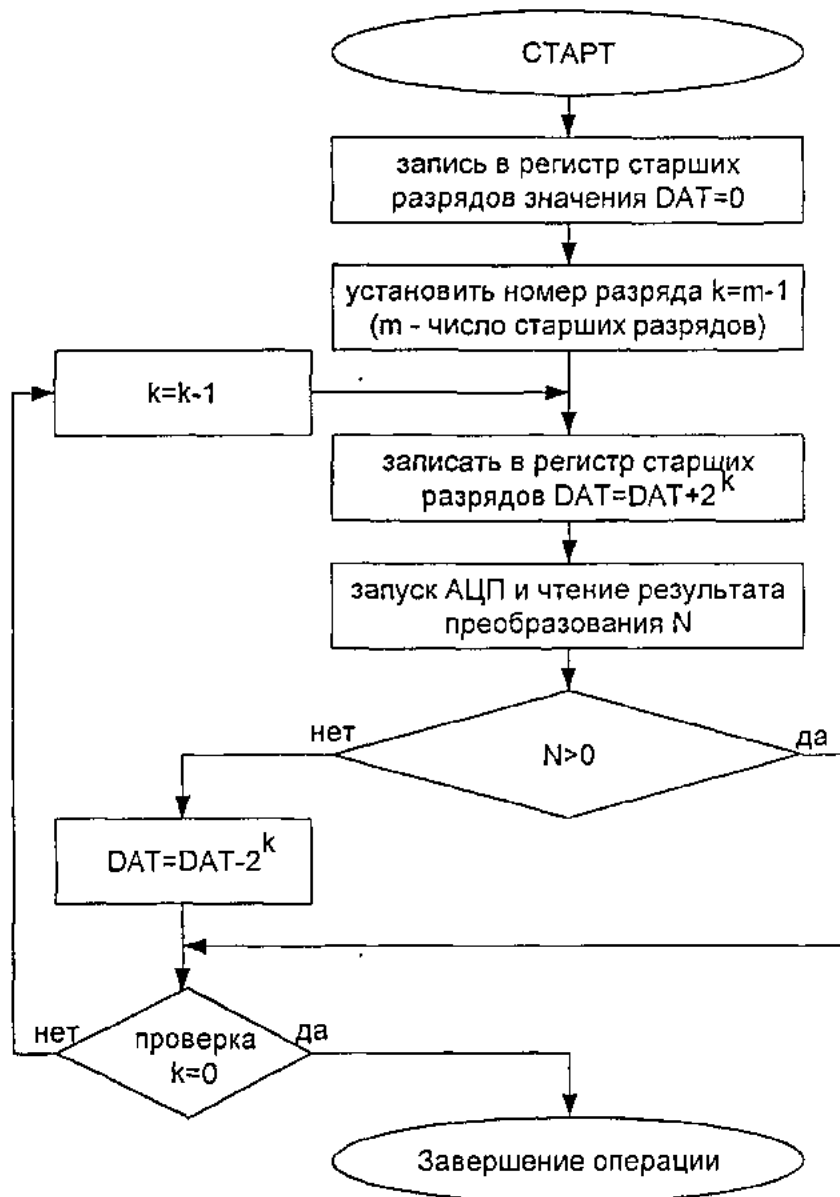 СТАРТ
запись в регистр старших
разрядов значения DAT=0
установить номер разряда k=m-1
(m - число старших разрядов)
k=k-1
записать в регистр старших
разрядов DAT=DAT+2^k
запуск АЦП и чтение результата
преобразования N
нет
N>0
да
DAT=DAT-2^k
нет
проверка
k=0
да
Завершение операции